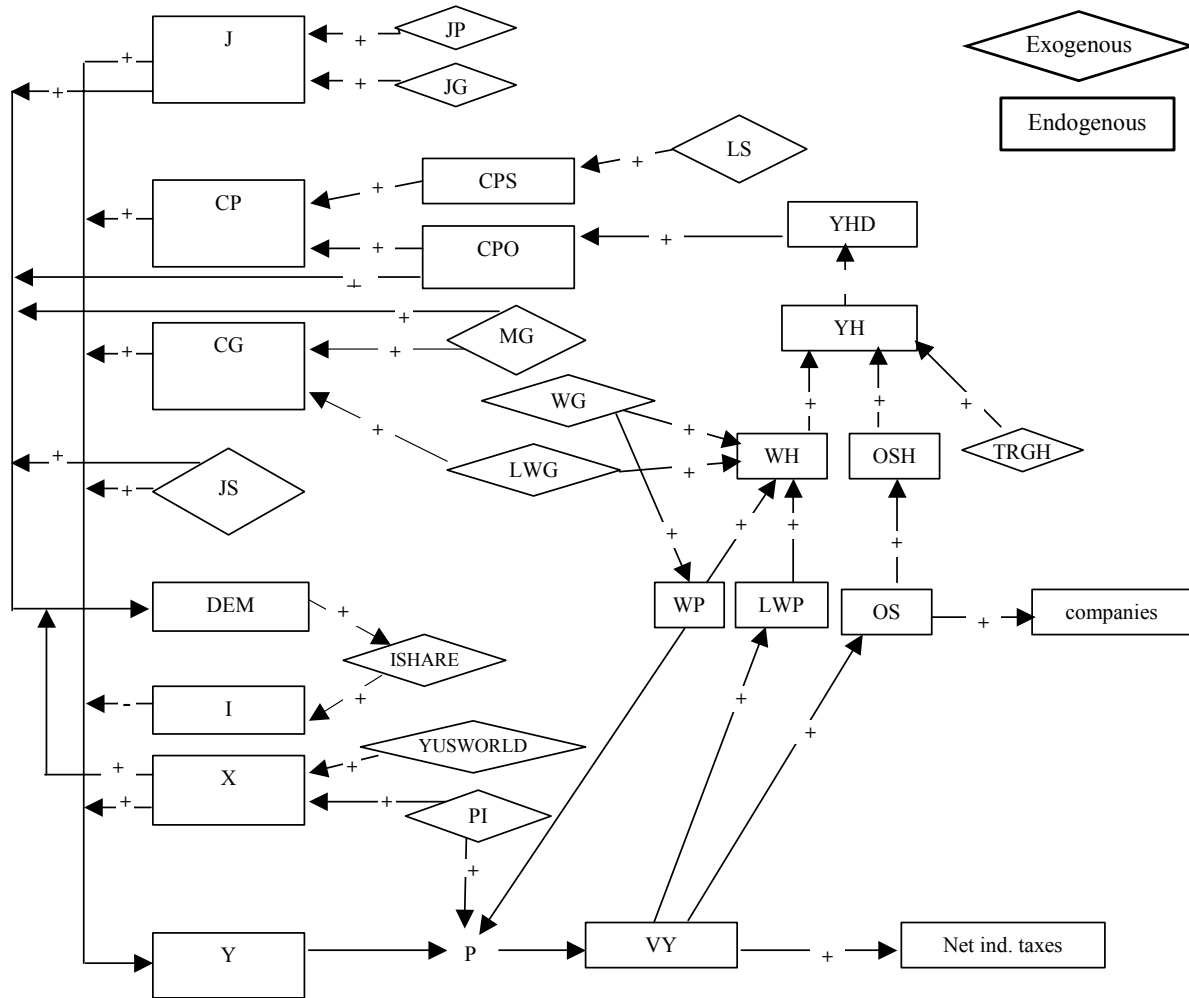 J
+
JP
+
+
JG
+
Exogenous
Endogenous
LS
+
CPS
+
CP
+
YHD
CPO
+
+
+
MG
+
YH
CG
+
+
WG
+
+
+
+
TRGH
+
WH
OSH
LWG
+
+
JS
+
+
+
+
+
+
DEM
+
WP
LWP
OS
+
companies
ISHARE
+
I
-
+
YUSWORLD
+
X
+
+
PI
+
+
Y
P
VY
+
Net ind. taxes